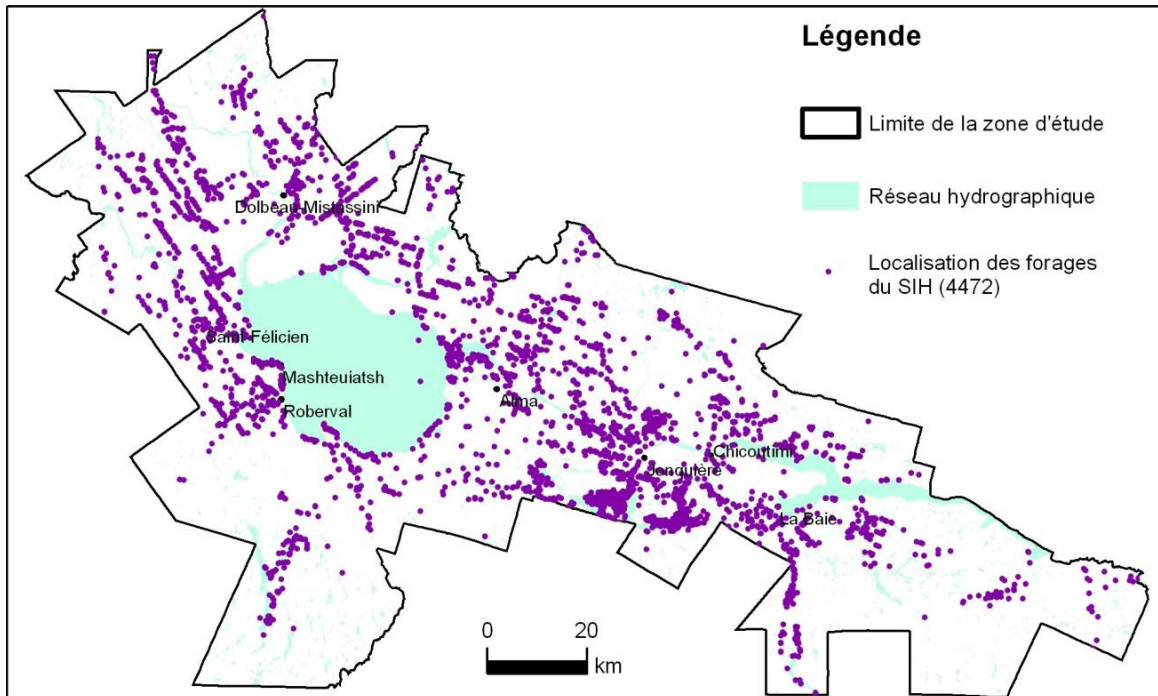 Légende
Limite de la zone d'étude
Réseau hydrographique
Localisation des forages
du SIH (4472)
Dolbeau-Mistassini
Saint-Félicien
Mashteuiatsh
Roberval
Alma
Chicoutimi
Jonquière
La Baie
0 20
km